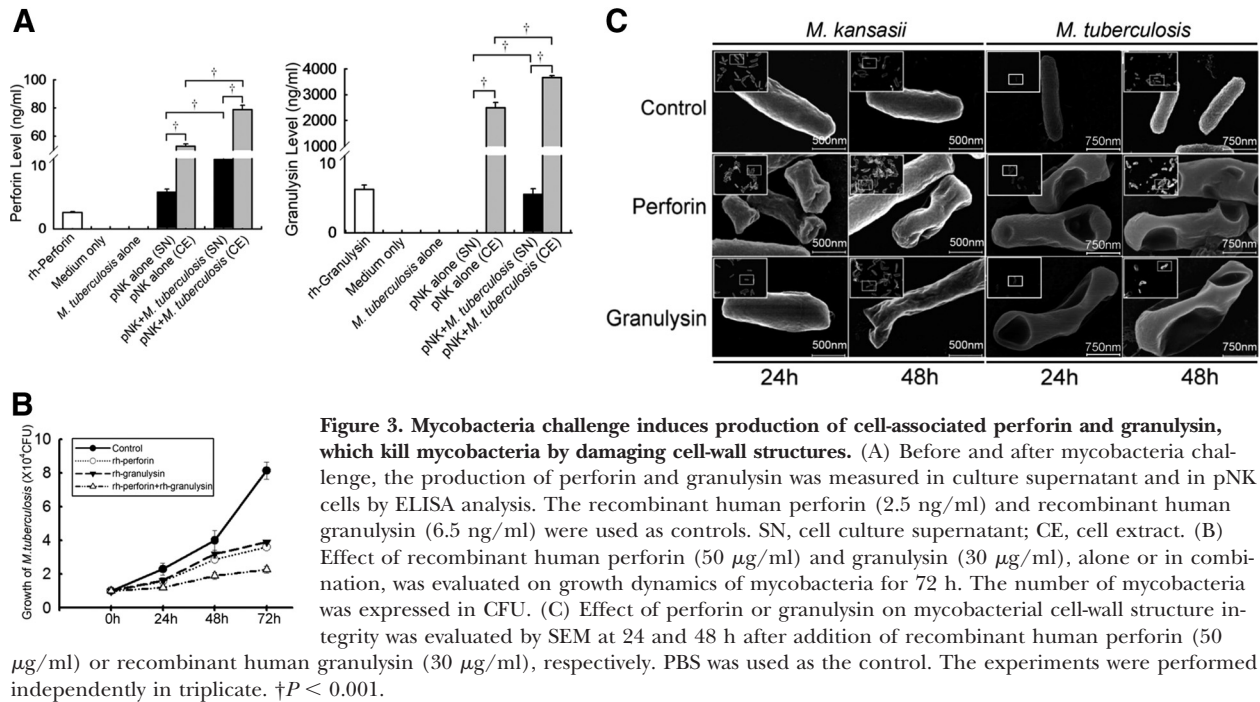 A
Perforin Level (ng/ml)
100
80
60
10
0
†
†
†
†
rh-Perforin
Medium only
M. tuberculosis alone
pNK alone (SN)
pNK alone (CE)
pNK+M. tuberculosis (SN)
pNK+M. tuberculosis (CE)
Granulysin Level (ng/ml)
4000
3000
2000
1000
10
0
†
†
†
†
rh-Granulysin
Medium only
M. tuberculosis alone
pNK alone (SN)
pNK alone (CE)
pNK+M. tuberculosis (SN)
pNK+M. tuberculosis (CE)
C
M. kansasii
M. tuberculosis
Control
500nm
500nm
750nm
750nm
Perforin
500nm
500nm
750nm
750nm
Granulysin
500nm
500nm
750nm
750nm
24h
48h
24h
48h
B
Growth of M.tuberculosis (X10⁴CFU)
10
8
6
4
2
0
Control
rh-perforin
rh-granulysin
rh-perforin+rh-granulysin
0h
24h
48h
72h
Figure 3. Mycobacteria challenge induces production of cell-associated perforin and granulysin,
which kill mycobacteria by damaging cell-wall structures. (A) Before and after mycobacteria chal-
lenge, the production of perforin and granulysin was measured in culture supernatant and in pNK
cells by ELISA analysis. The recombinant human perforin (2.5 ng/ml) and recombinant human
granulysin (6.5 ng/ml) were used as controls. SN, cell culture supernatant; CE, cell extract. (B)
Effect of recombinant human perforin (50 μg/ml) and granulysin (30 μg/ml), alone or in combi-
nation, was evaluated on growth dynamics of mycobacteria for 72 h. The number of mycobacteria
was expressed in CFU. (C) Effect of perforin or granulysin on mycobacterial cell-wall structure in-
tegrity was evaluated by SEM at 24 and 48 h after addition of recombinant human perforin (50
μg/ml) or recombinant human granulysin (30 μg/ml), respectively. PBS was used as the control. The experiments were performed
independently in triplicate. †P < 0.001.